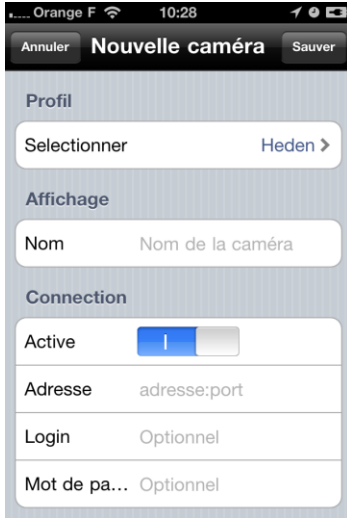 Orange F 10:28
Annuler Nouvelle caméra Sauver
Profil
Selectionner Heden
Affichage
Nom Nom de la caméra
Connection
Active
Adresse adresse:port
Login Optionnel
Mot de pa... Optionnel